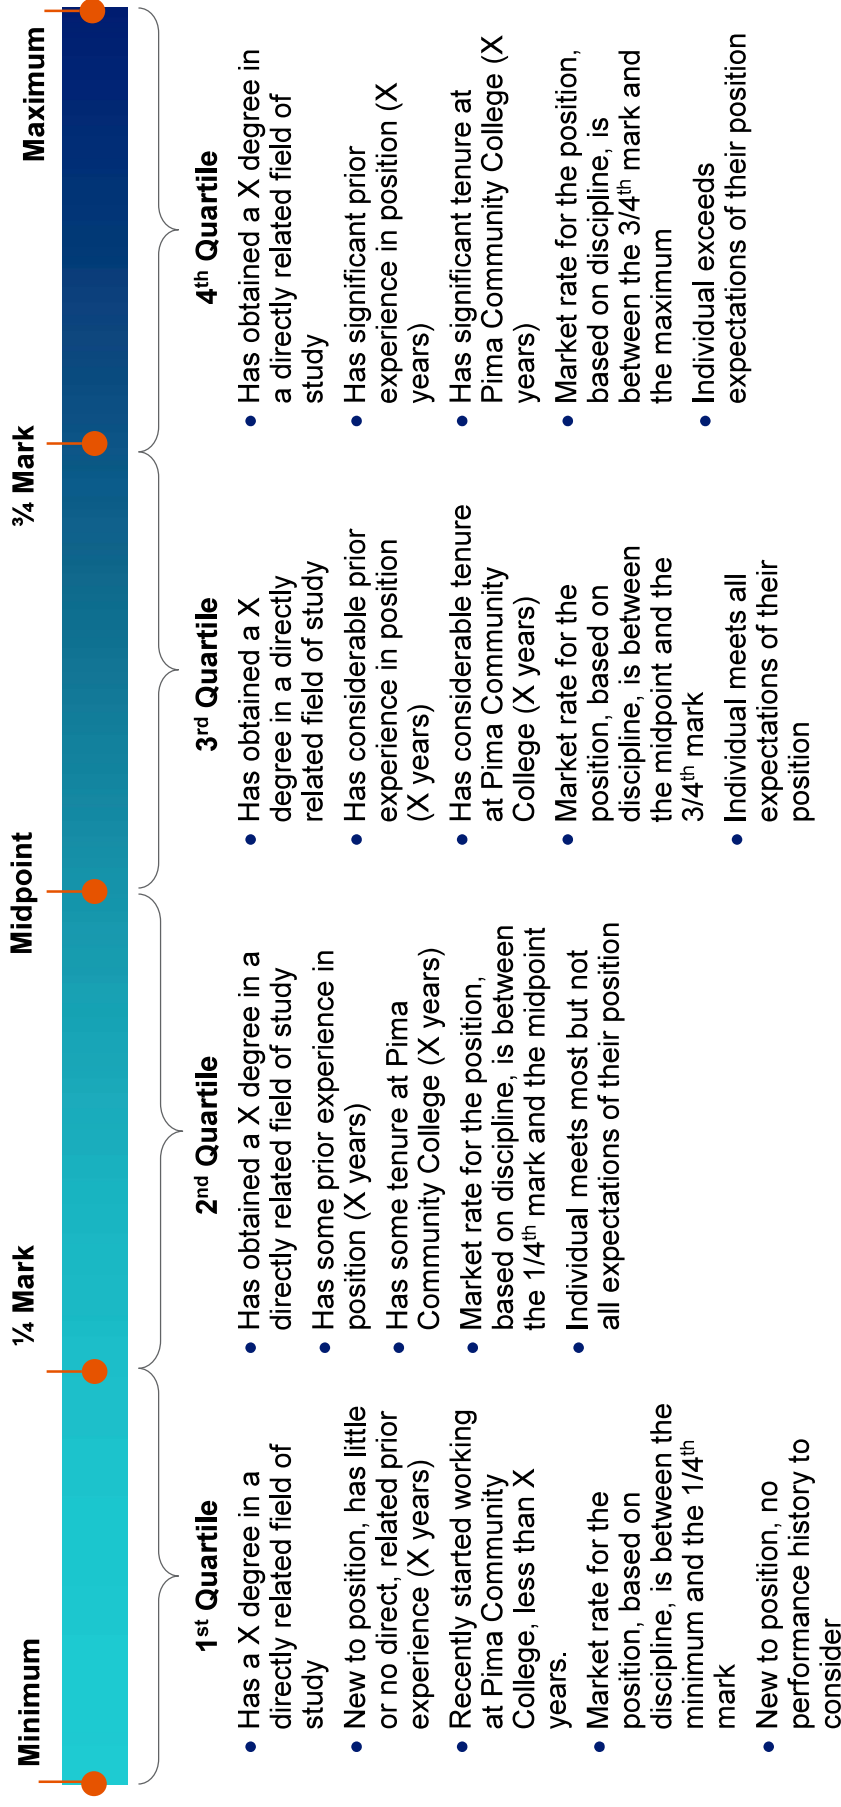 Minimum
¼ Mark
Midpoint
¾ Mark
Maximum
1st Quartile
• Has a X degree in a
directly related field of
study
• New to position, has little
or no direct, related prior
experience (X years)
• Recently started working
at Pima Community
College, less than X
years.
• Market rate for the
position, based on
discipline, is between the
minimum and the 1/4th
mark
• New to position, no
performance history to
consider
2nd Quartile
• Has obtained a X degree in a
directly related field of study
• Has some prior experience in
position (X years)
• Has some tenure at Pima
Community College (X years)
• Market rate for the position,
based on discipline, is between
the 1/4th mark and the midpoint
• Individual meets most but not
all expectations of their position
3rd Quartile
• Has obtained a X
degree in a directly
related field of study
• Has considerable prior
experience in position
(X years)
• Has considerable tenure
at Pima Community
College (X years)
• Market rate for the
position, based on
discipline, is between
the midpoint and the
3/4th mark
• Individual meets all
expectations of their
position
4th Quartile
• Has obtained a X degree in
a directly related field of
study
• Has significant prior
experience in position (X
years)
• Has significant tenure at
Pima Community College (X
years)
• Market rate for the position,
based on discipline, is
between the 3/4th mark and
the maximum
• Individual exceeds
expectations of their position